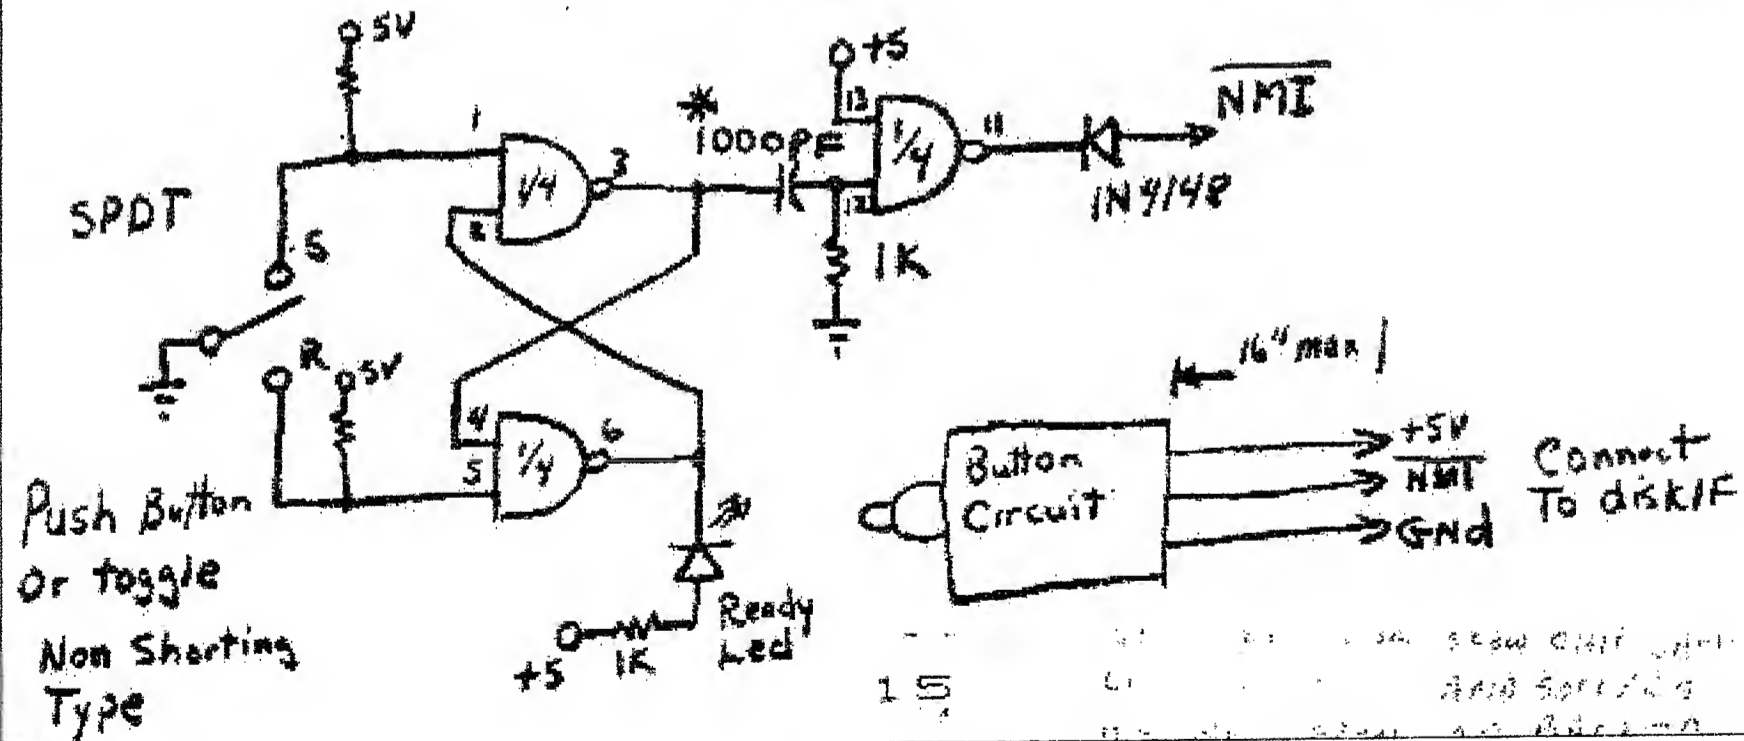 5V
+5
NMI
*
1000PF
1
3
1/4
2
13
1/4
11
12
1N4148
SPDT
S
1K
R
5V
16" max
4
5
1/4
6
Button
Circuit
+5V
NMI
GNd
Connect
To disk I/F
Push Button
Or toggle
Non Shorting
Type
+5
1K
Ready
Led
15